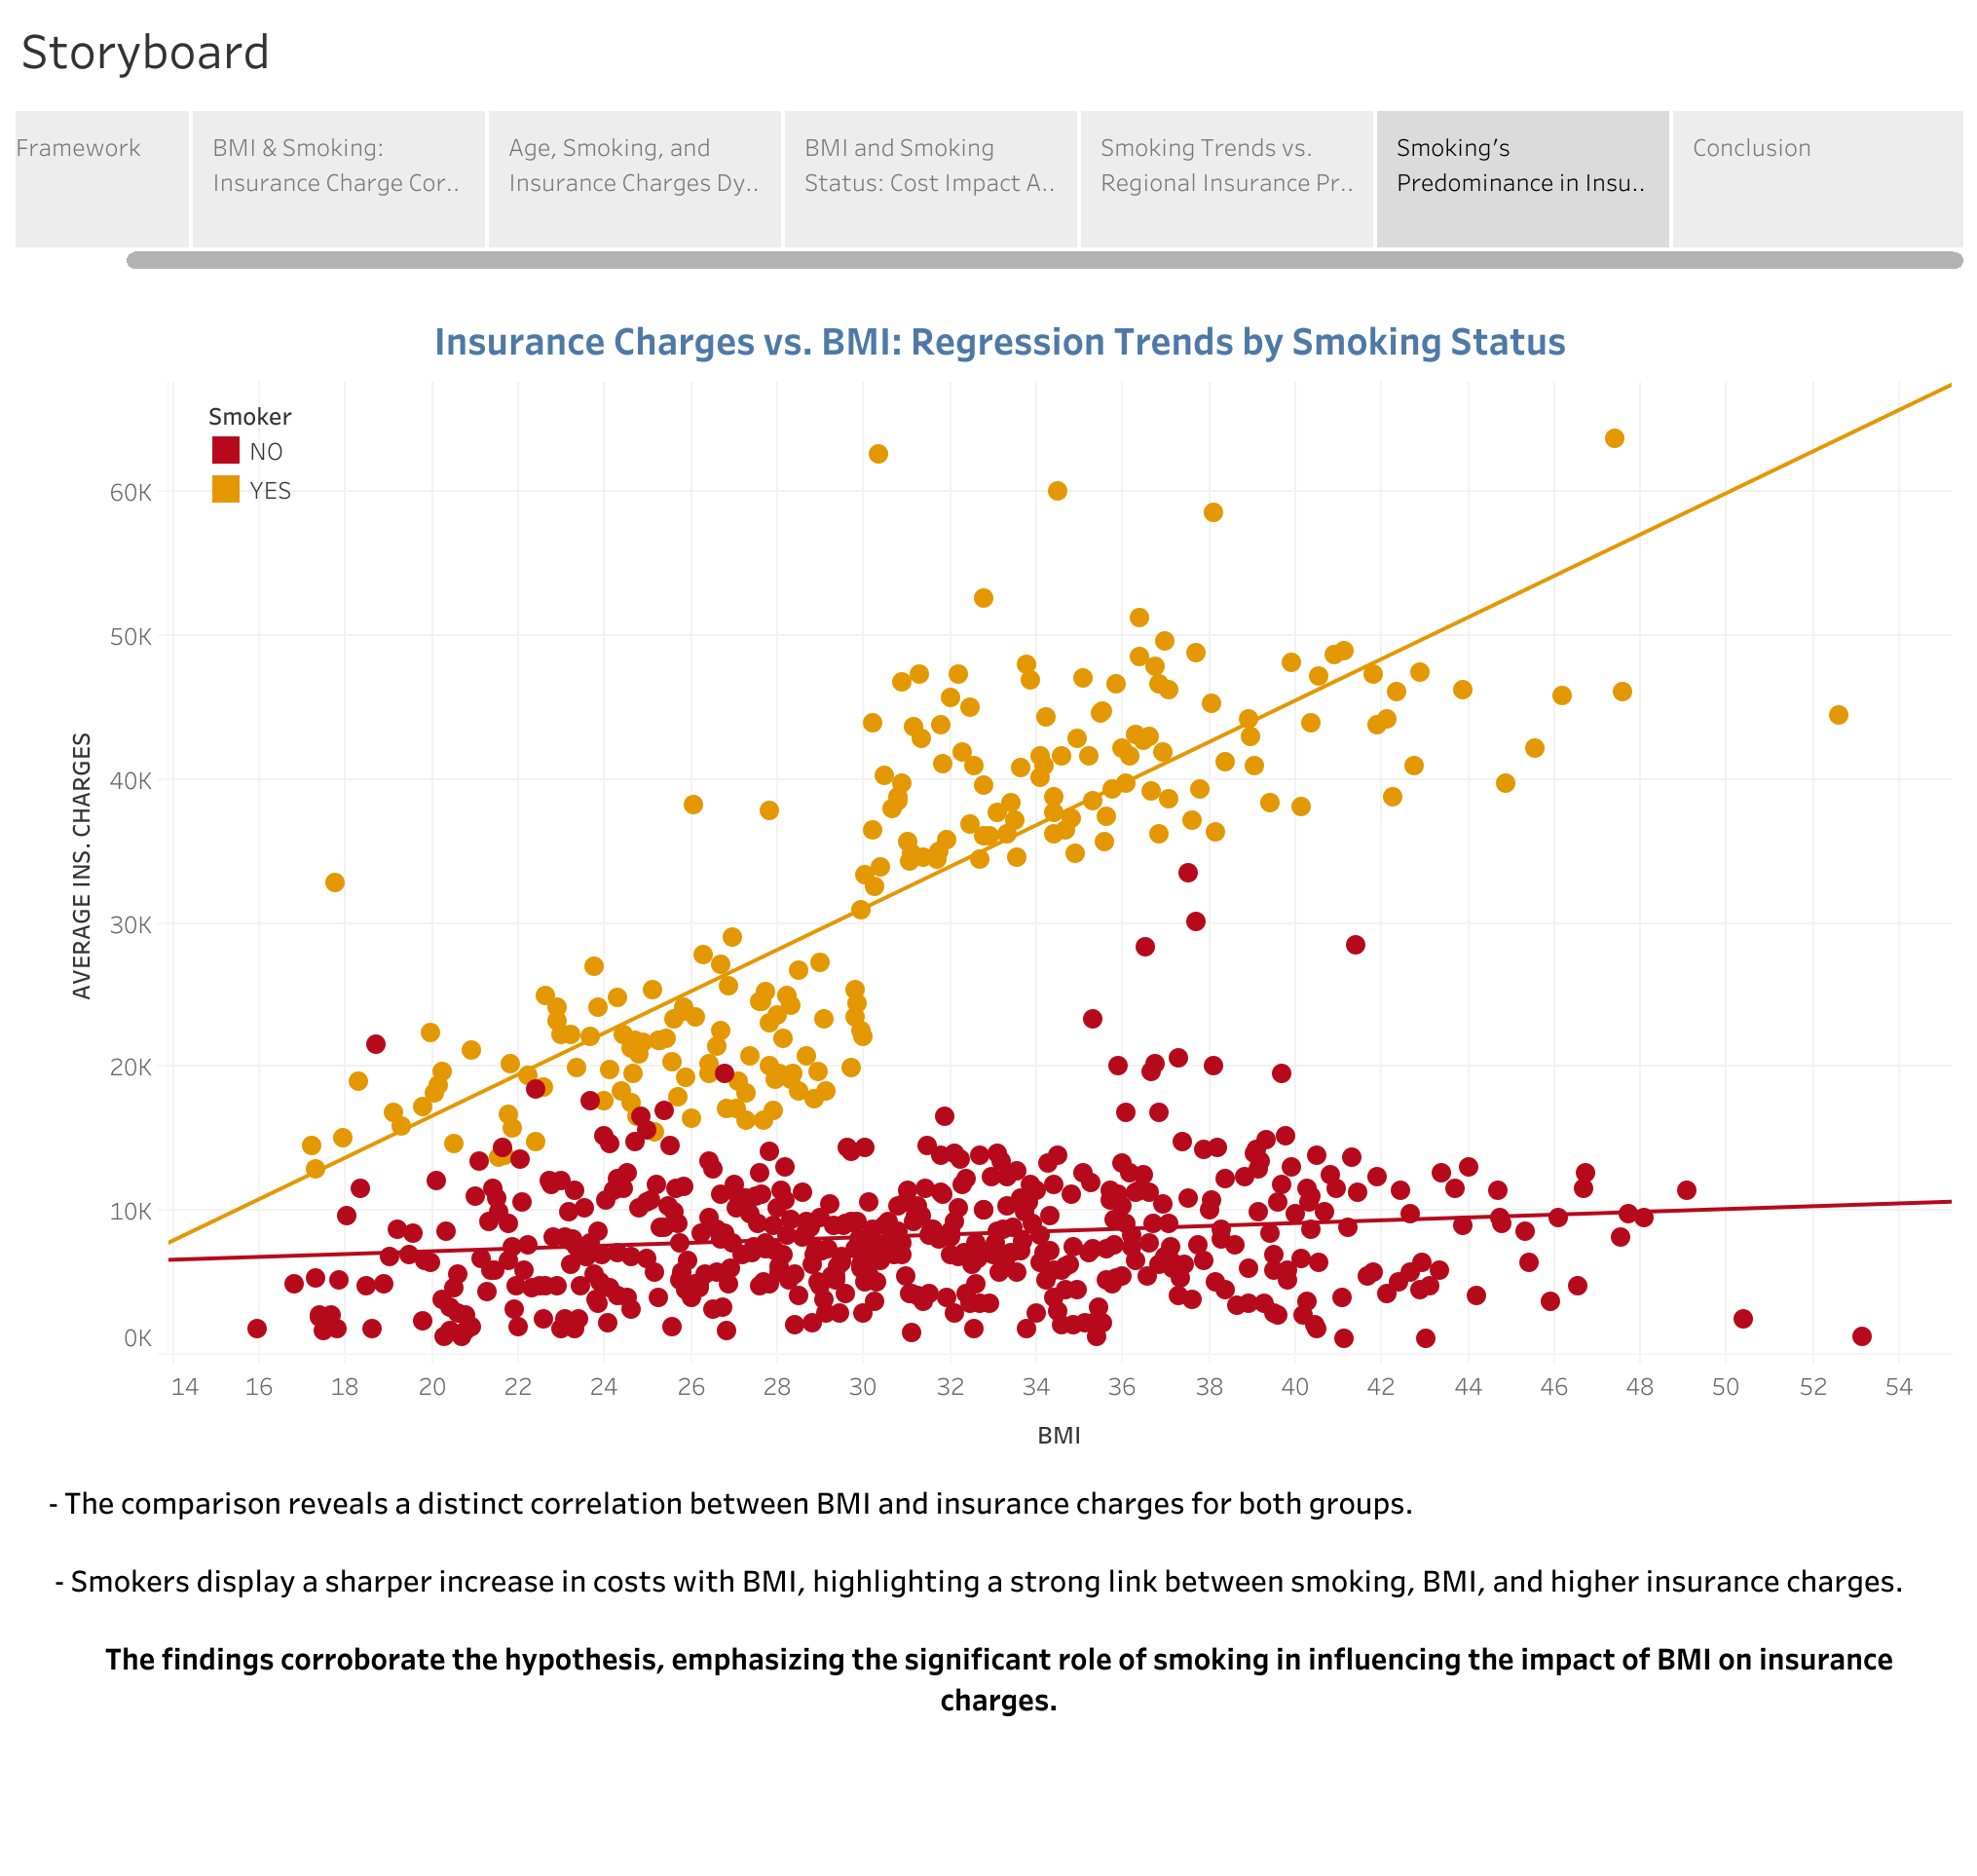 Storyboard
Framework
BMI & Smoking:
Insurance Charge Cor..
Age, Smoking, and
Insurance Charges Dy..
BMI and Smoking
Status: Cost Impact A..
Smoking Trends vs.
Regional Insurance Pr..
Smoking’s
Predominance in Insu..
Conclusion
Insurance Charges vs. BMI: Regression Trends by Smoking Status
Smoker
NO
YES
60K
50K
40K
30K
20K
10K
0K
AVERAGE INS. CHARGES
14 16 18 20 22 24 26 28 30 32 34 36 38 40 42 44 46 48 50 52 54
BMI
- The comparison reveals a distinct correlation between BMI and insurance charges for both groups.
- Smokers display a sharper increase in costs with BMI, highlighting a strong link between smoking, BMI, and higher insurance charges.
The findings corroborate the hypothesis, emphasizing the significant role of smoking in influencing the impact of BMI on insurance
charges.